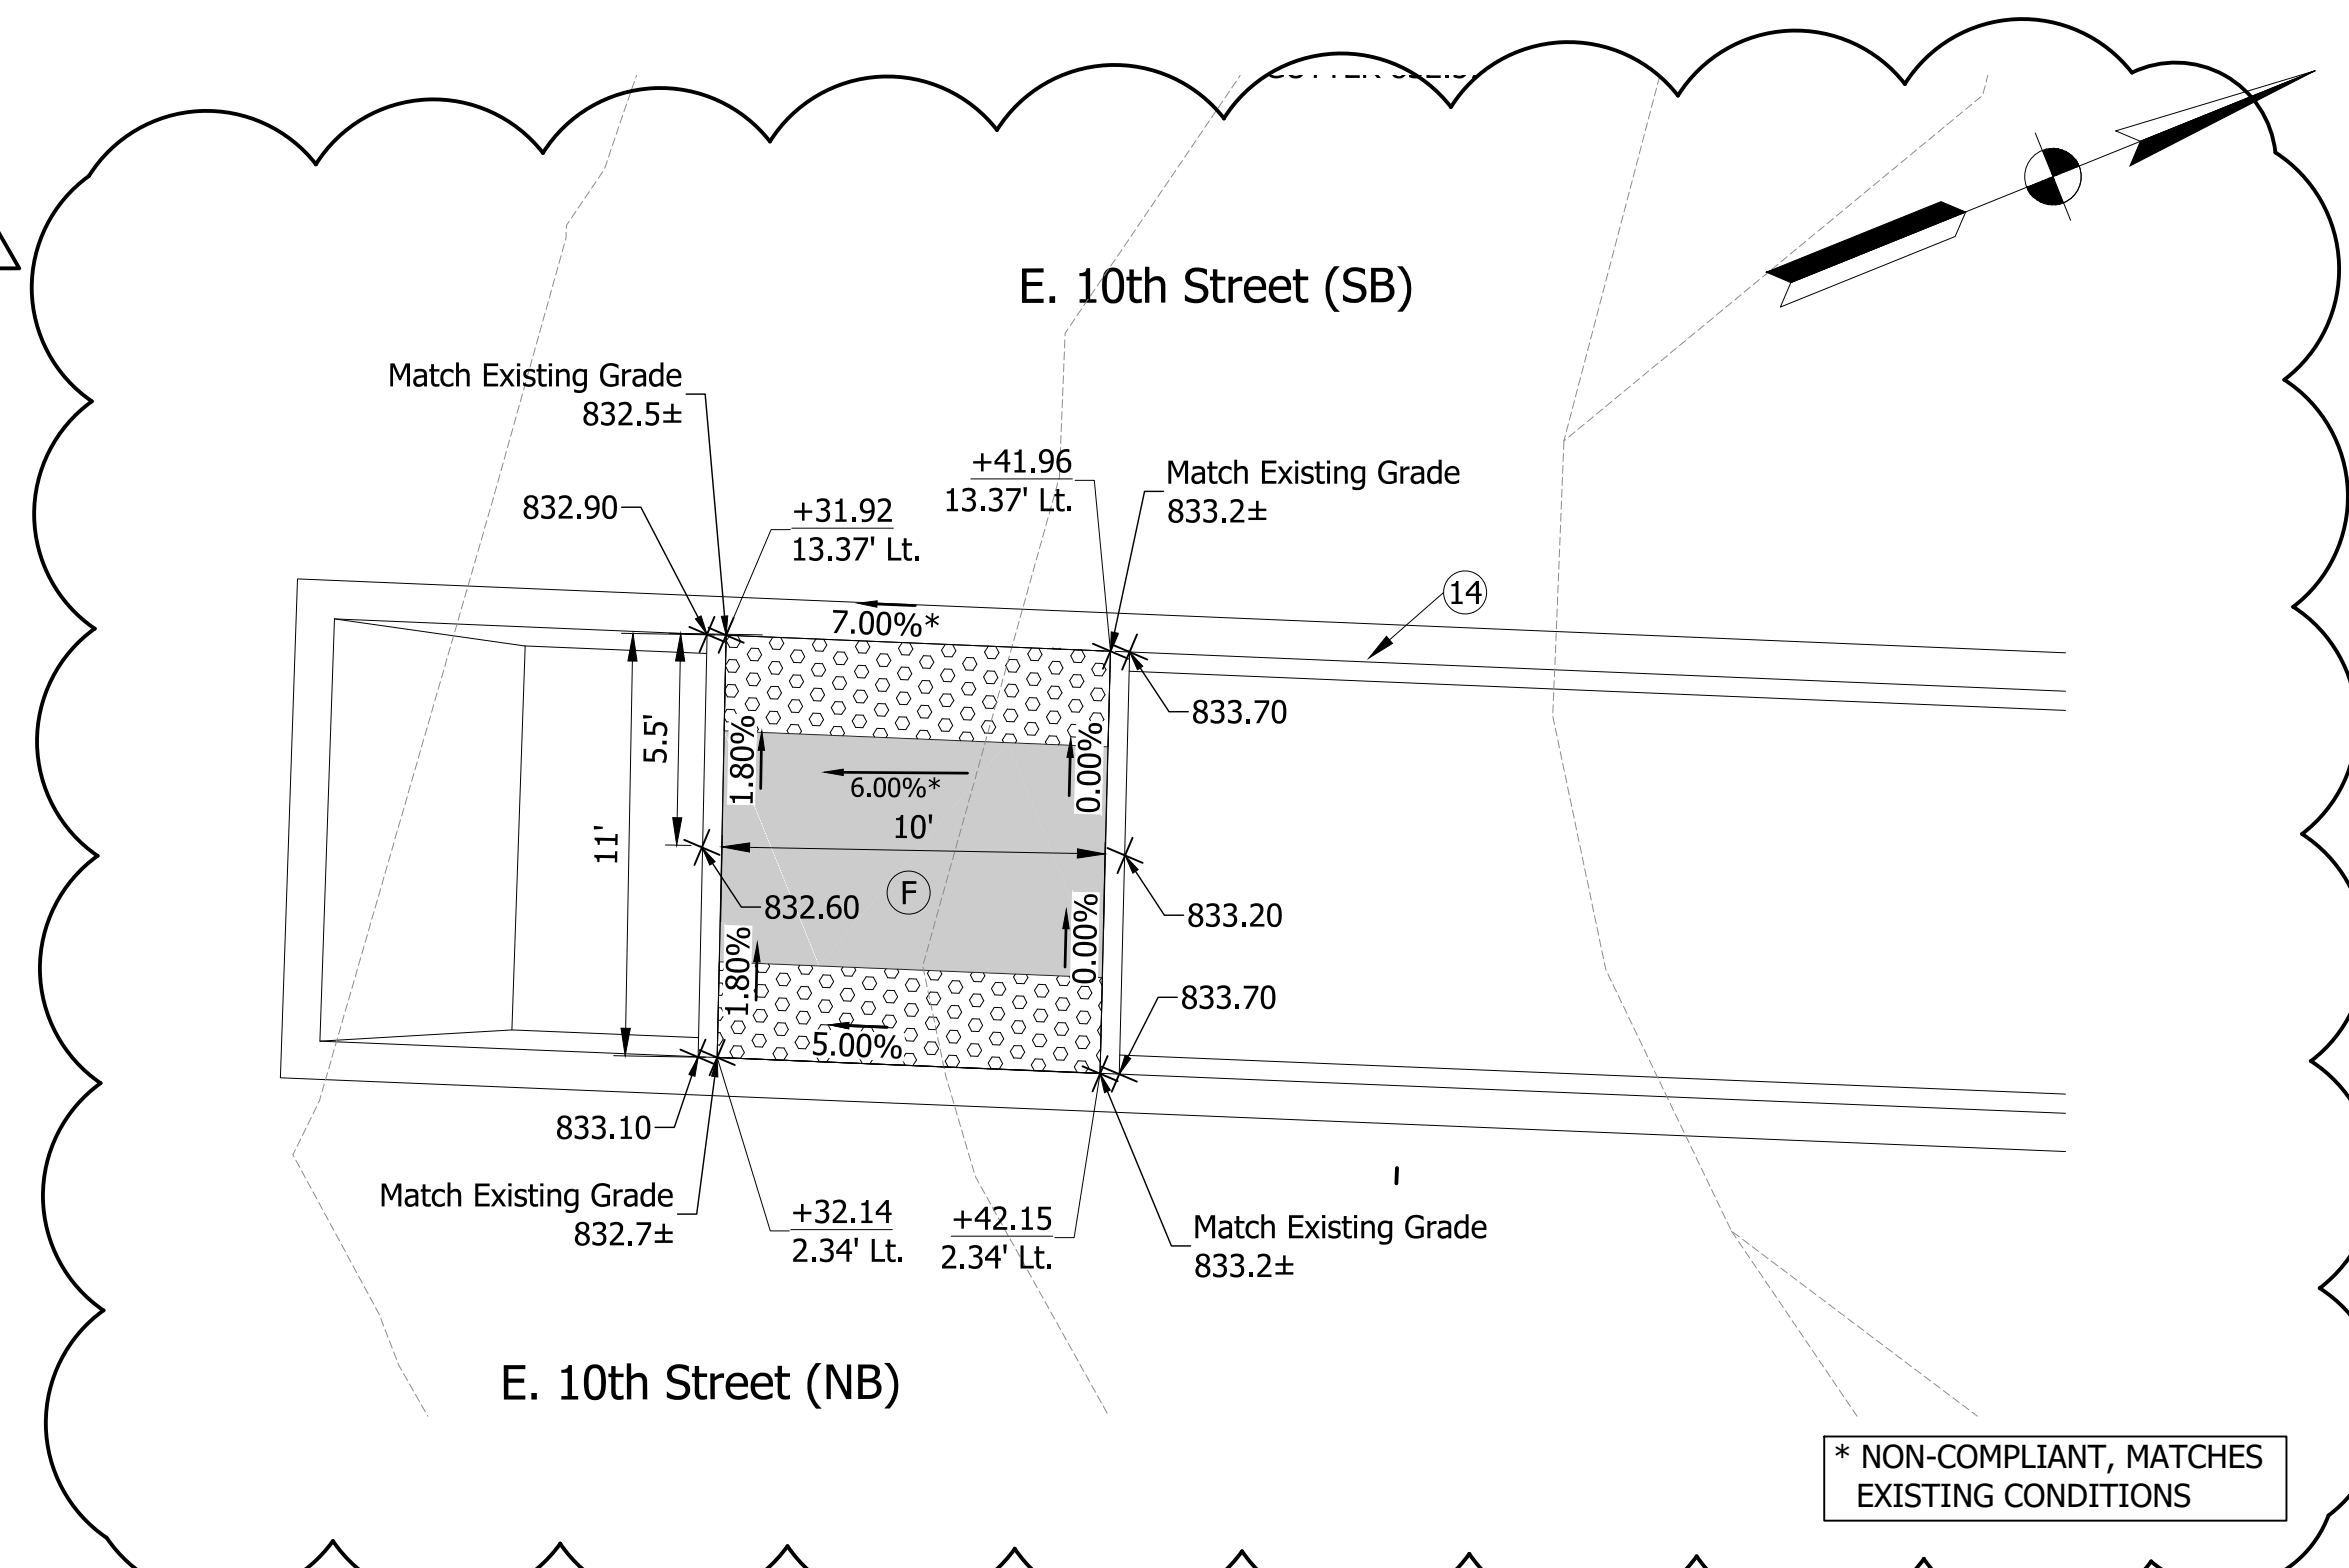 E. 10th Street (SB)
Match Existing Grade
832.5±
+41.96
13.37' Lt.
Match Existing Grade
833.2±
832.90
+31.92
13.37' Lt.
14
7.00%*
833.70
5.5'
1.80%
0.00%
6.00%*
10'
11'
F
832.60
833.20
1.80%
0.00%
833.70
5.00%
833.10
Match Existing Grade
832.7±
+32.14
2.34' Lt.
+42.15
2.34' Lt.
Match Existing Grade
833.2±
E. 10th Street (NB)
* NON-COMPLIANT, MATCHES
EXISTING CONDITIONS